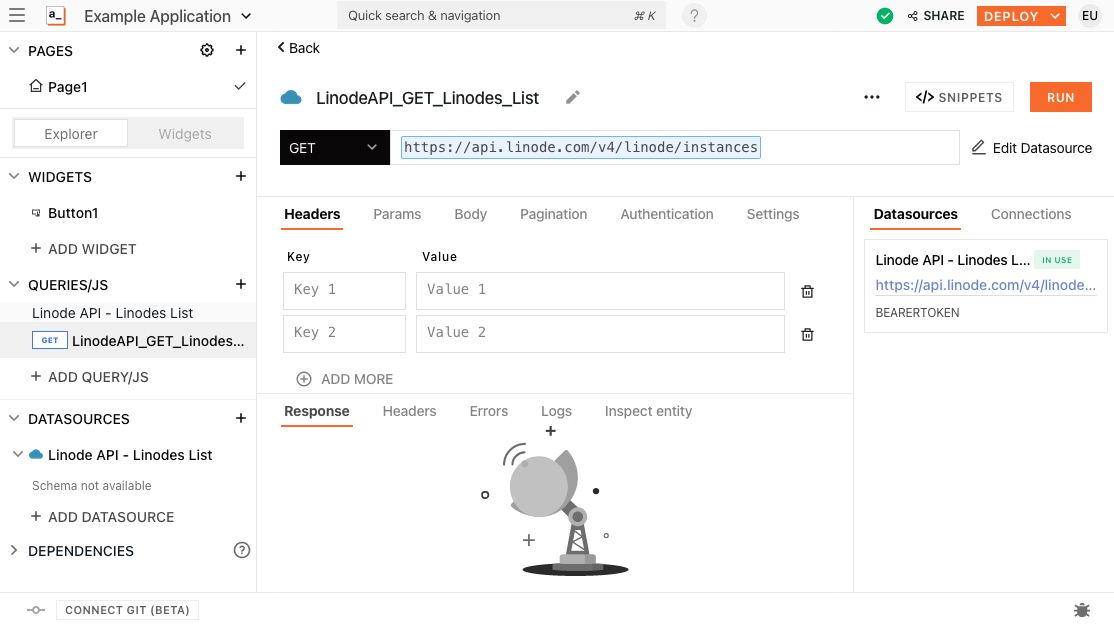 a_
Example Application
Quick search & navigation
⌘ K
?
SHARE
DEPLOY
EU
PAGES
+
Page1
Explorer
Widgets
WIDGETS
+
Button1
+ ADD WIDGET
QUERIES/JS
+
Linode API - Linodes List
GET
LinodeAPI_GET_Linodes...
+ ADD QUERY/JS
DATASOURCES
+
Linode API - Linodes List
Schema not available
+ ADD DATASOURCE
DEPENDENCIES
?
Back
LinodeAPI_GET_Linodes_List
</> SNIPPETS
RUN
GET
https://api.linode.com/v4/linode/instances
Edit Datasource
Headers
Params
Body
Pagination
Authentication
Settings
Key
Value
Key 1
Value 1
Key 2
Value 2
ADD MORE
Response
Headers
Errors
Logs
Inspect entity
Datasources
Connections
Linode API - Linodes L...
IN USE
https://api.linode.com/v4/linode...
BEARERTOKEN
CONNECT GIT (BETA)